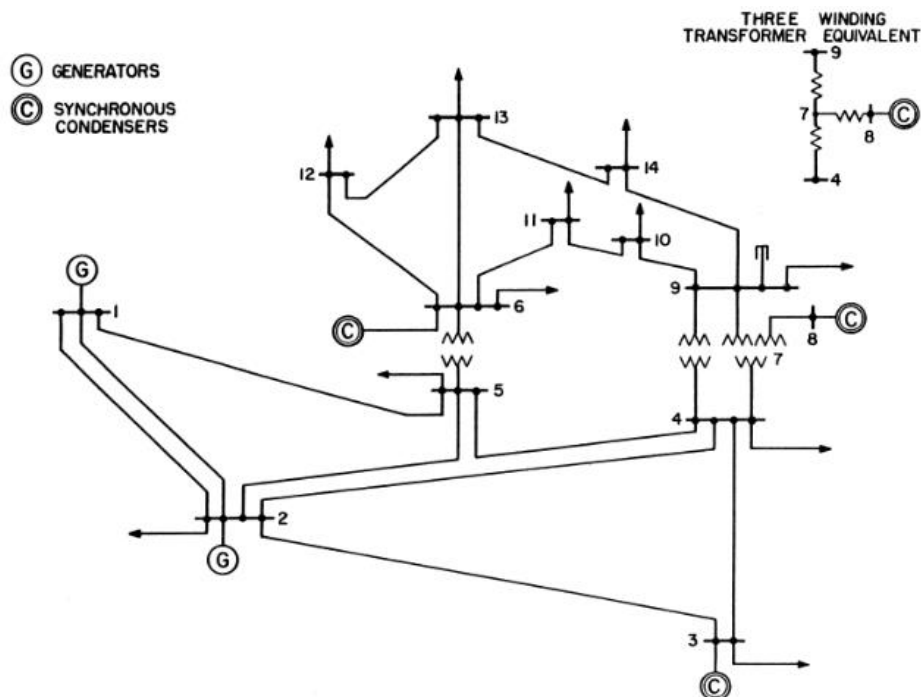 THREE WINDING
TRANSFORMER EQUIVALENT
G GENERATORS
C SYNCHRONOUS
CONDENSERS
9
7
8
C
4
13
12
14
11
10
G
1
9
6
C
8
C
7
5
4
2
G
3
C